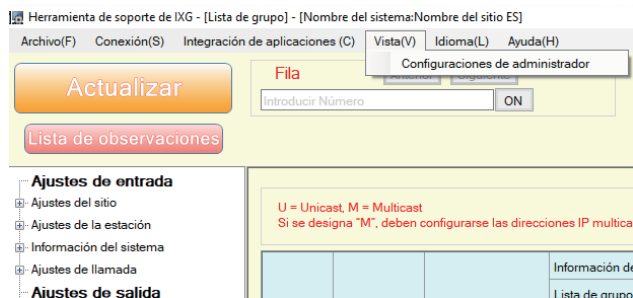 Herramienta de soporte de IXG - [Lista de grupo] - [Nombre del sistema:Nombre del sitio ES]
Archivo(F) Conexión(S) Integración de aplicaciones (C) Vista(V) Idioma(L) Ayuda(H)
Configuraciones de administrador
Actualizar
Fila
Anterior Siguiente
Introducir Número ON
Lista de observaciones
Ajustes de entrada
Ajustes del sitio
Ajustes de la estación
Información del sistema
Ajustes de llamada
Ajustes de salida
U = Unicast, M = Multicast
Si se designa "M", deben configurarse las direcciones IP multica
Información de
Lista de grupo